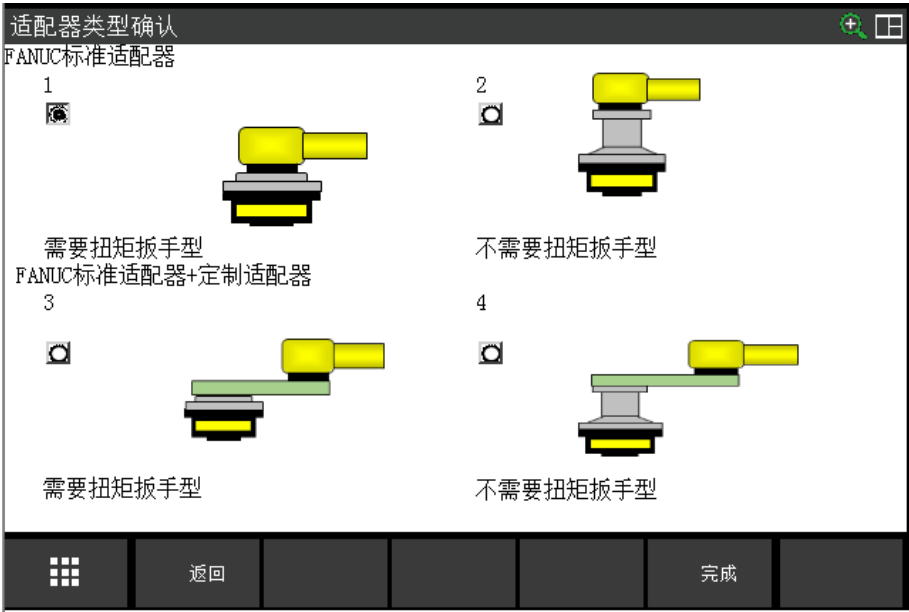 适配器类型确认
FANUC标准适配器
1
2
需要扭矩扳手型
不需要扭矩扳手型
FANUC标准适配器+定制适配器
3
4
需要扭矩扳手型
不需要扭矩扳手型
返回
完成